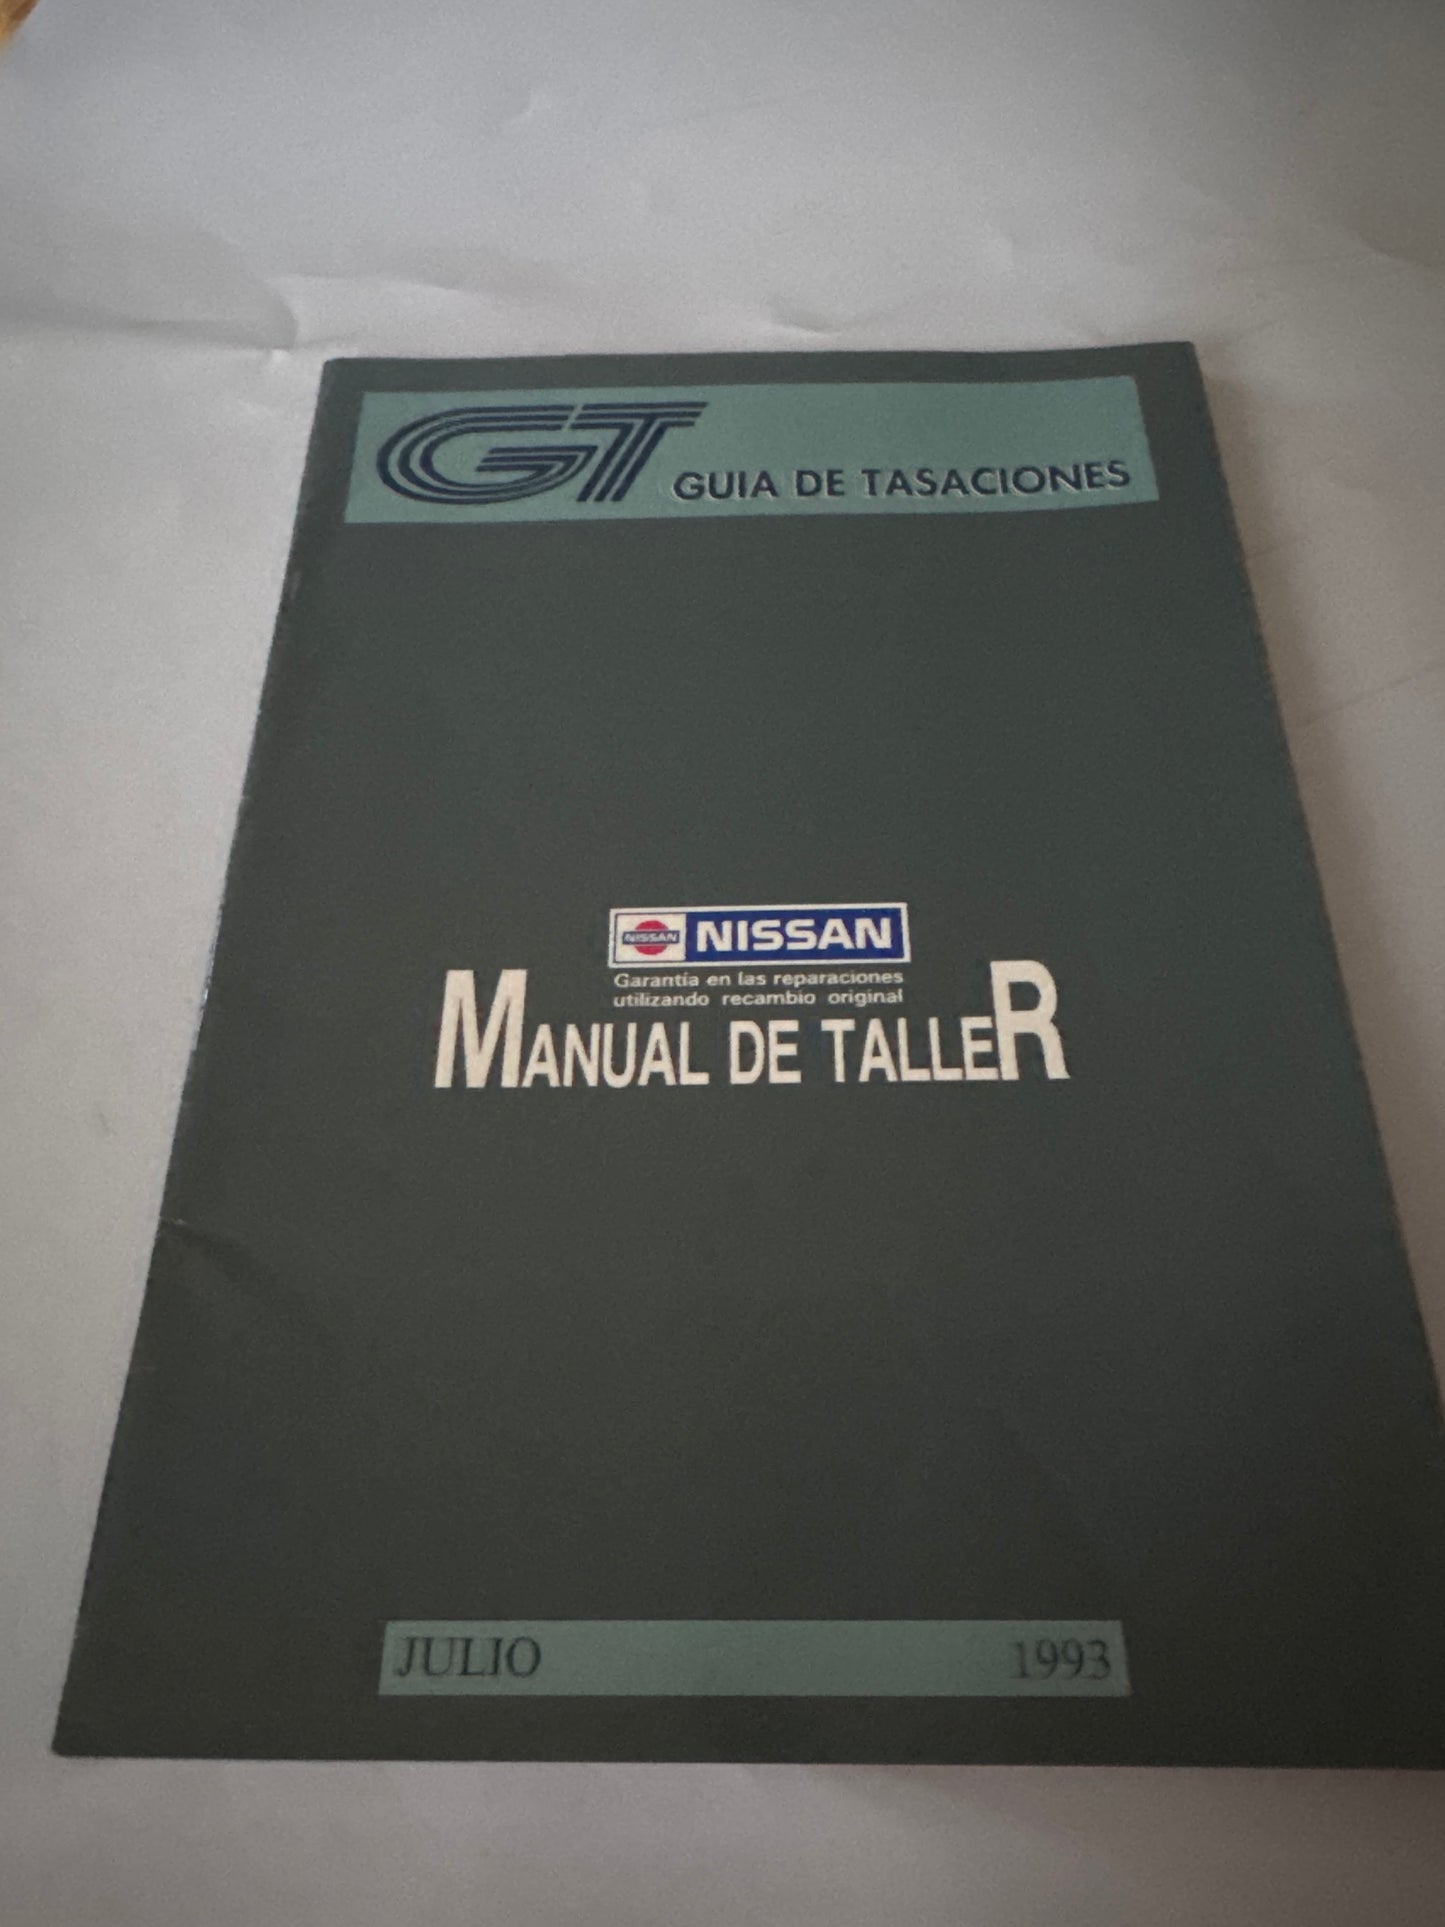 GT GUIA DE TASACIONES
NISSAN NISSAN
Garantía en las reparaciones
utilizando recambio original
MANUAL DE TALLER
JULIO 1993